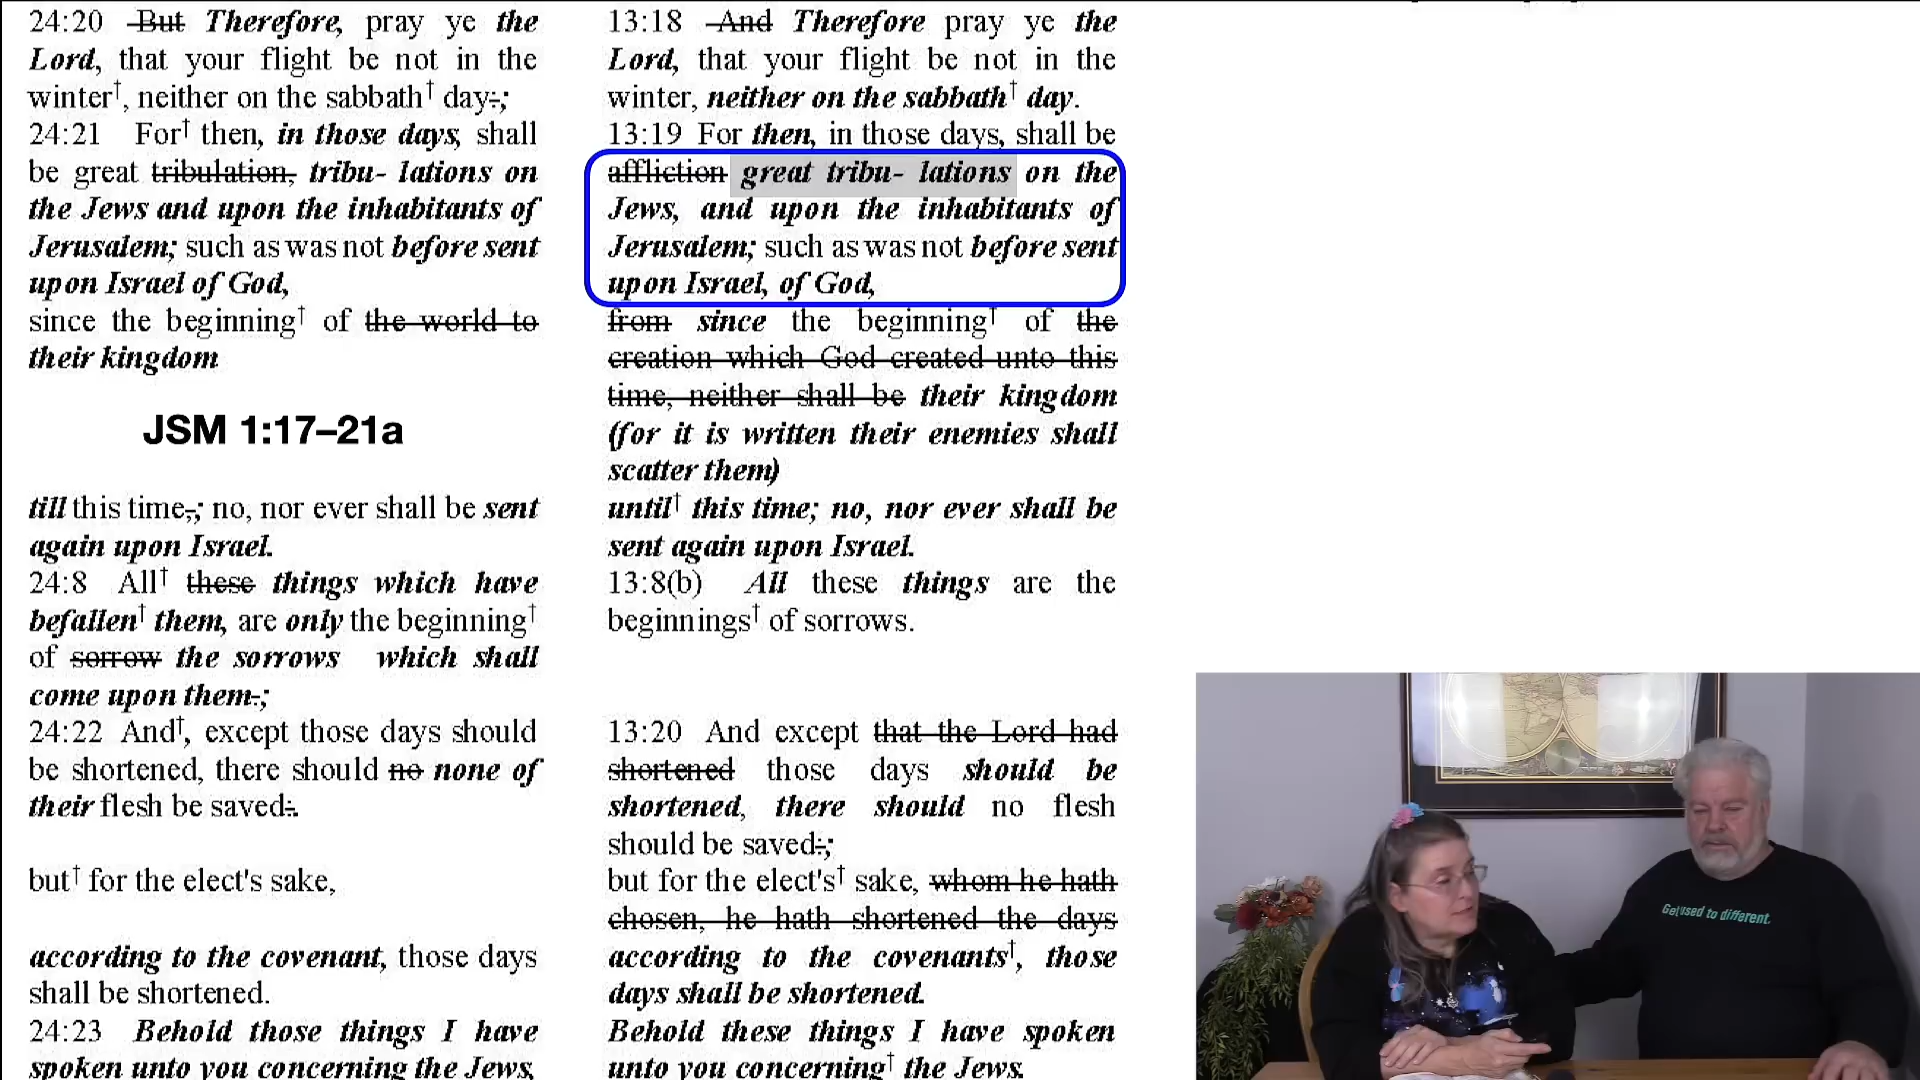 24:20 But Therefore, pray ye the
Lord, that your flight be not in the
winter†, neither on the sabbath† day:;
24:21 For† then, in those days, shall
be great tribulation, tribu- lations on
the Jews and upon the inhabitants of
Jerusalem; such as was not before sent
upon Israel of God,
since the beginning† of the world to
their kingdom
JSM 1:17–21a
till this time,; no, nor ever shall be sent
again upon Israel.
24:8 All† these things which have
befallen† them, are only the beginning†
of sorrow the sorrows which shall
come upon them.;
24:22 And†, except those days should
be shortened, there should no none of
their flesh be saved:.
but† for the elect's sake,
according to the covenant, those days
shall be shortened.
24:23 Behold those things I have
spoken unto you concerning the Jews,
13:18 And Therefore pray ye the
Lord, that your flight be not in the
winter, neither on the sabbath† day.
13:19 For then, in those days, shall be
affliction great tribu- lations on the
Jews, and upon the inhabitants of
Jerusalem; such as was not before sent
upon Israel, of God,
from since the beginning† of the
creation which God created unto this
time, neither shall be their kingdom
(for it is written their enemies shall
scatter them)
until† this time; no, nor ever shall be
sent again upon Israel.
13:8(b) All these things are the
beginnings† of sorrows.
13:20 And except that the Lord had
shortened those days should be
shortened, there should no flesh
should be saved:;
but for the elect's† sake, whom he hath
chosen, he hath shortened the days
according to the covenants†, those
days shall be shortened.
Behold these things I have spoken
unto you concerning† the Jews.
Get used to different.